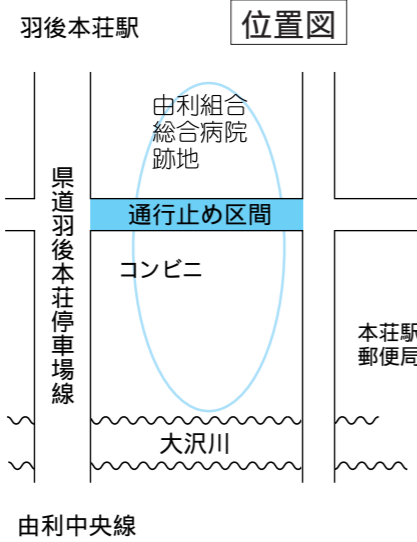 羽後本荘駅
位置図
由利組合
総合病院
跡地
県道羽後本荘停車場線
通行止め区間
コンビニ
本荘駅
郵便局
大沢川
由利中央線